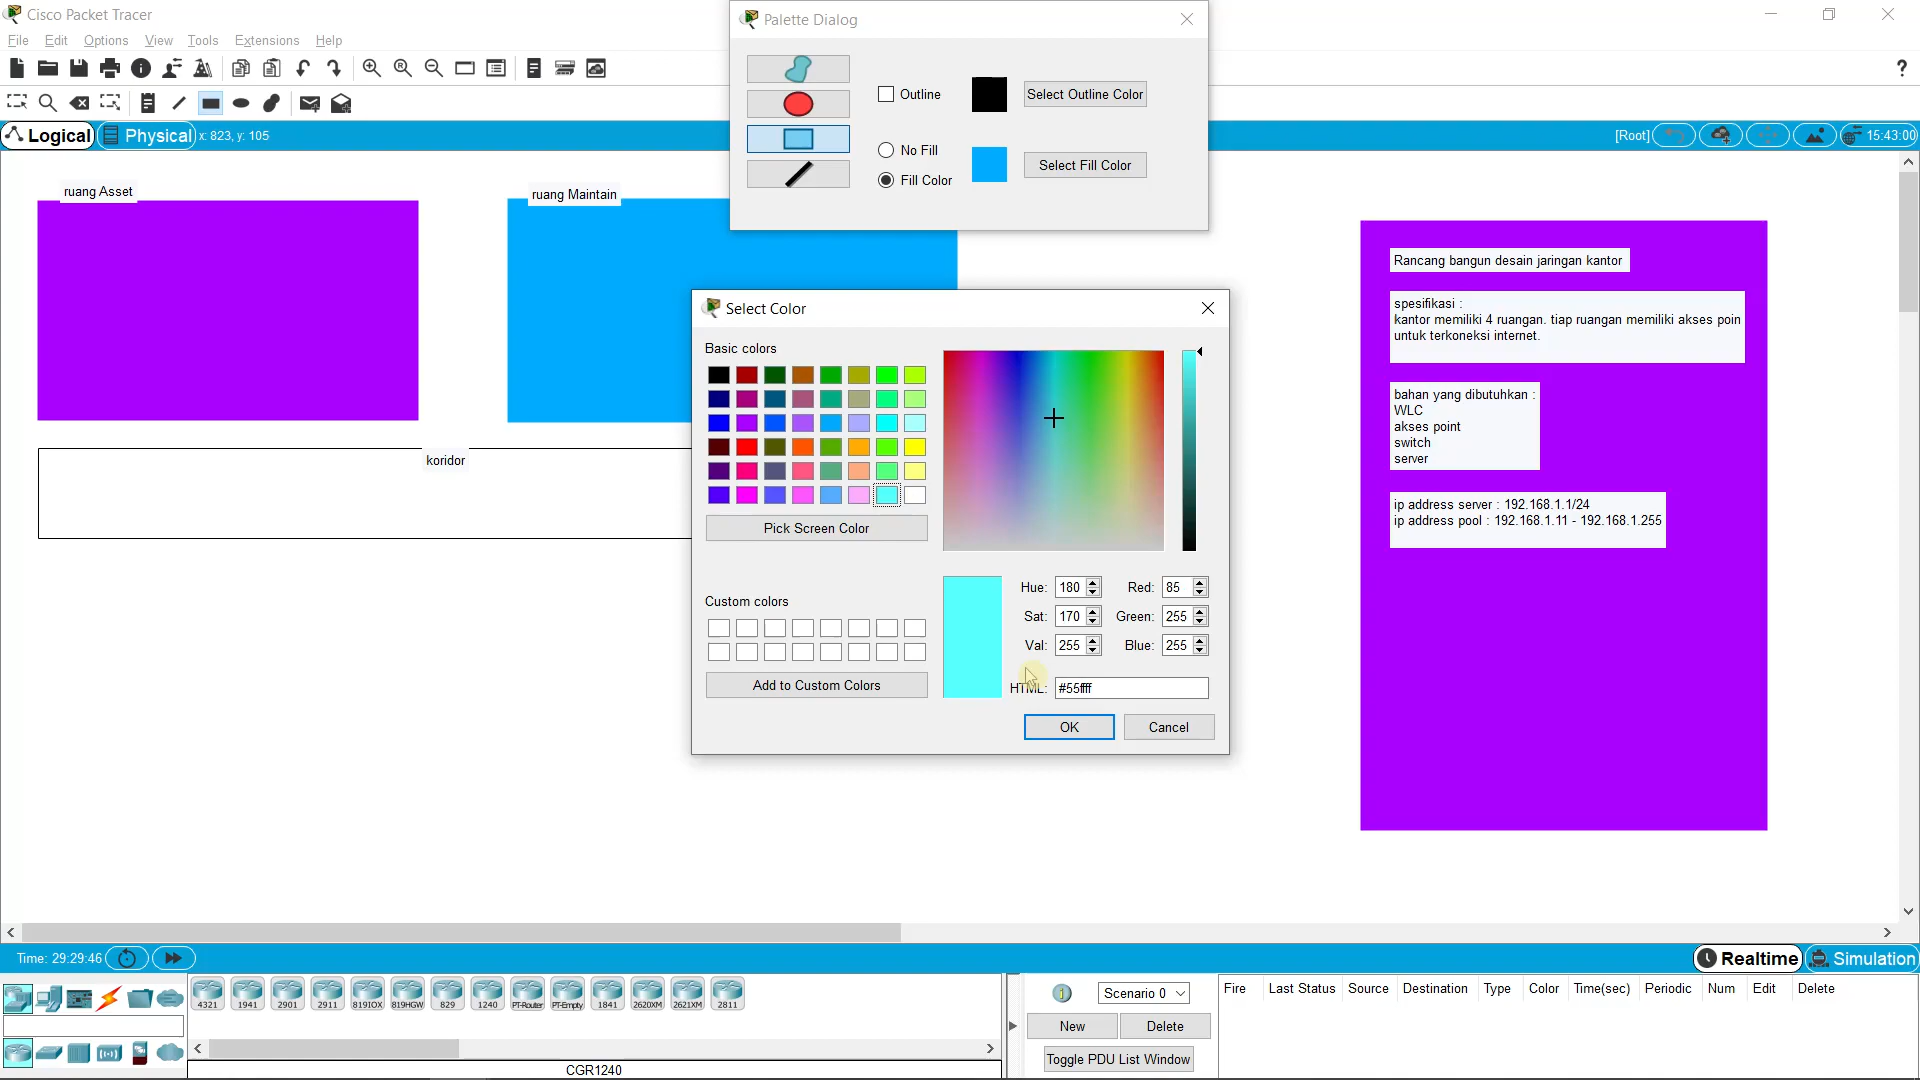 Cisco Packet Tracer
File Edit Options View Tools Extensions Help
Logical Physical x: 823, y: 105
[Root] 15:43:00
Palette Dialog
Outline
Select Outline Color
No Fill
Fill Color
Select Fill Color
ruang Asset
ruang Maintain
koridor
Rancang bangun desain jaringan kantor
spesifikasi :
kantor memiliki 4 ruangan. tiap ruangan memiliki akses poin
untuk terkoneksi internet.
bahan yang dibutuhkan :
WLC
akses point
switch
server
ip address server : 192.168.1.1/24
ip address pool : 192.168.1.11 - 192.168.1.255
Select Color
Basic colors
Pick Screen Color
Custom colors
Add to Custom Colors
Hue: 180 Red: 85
Sat: 170 Green: 255
Val: 255 Blue: 255
HTML: #55ffff
OK Cancel
Time: 29:29:46
Realtime Simulation
4321 1941 2901 2911 819IOX 819HGW 829 1240 PT-Router PT-Empty 1841 2620XM 2621XM 2811
CGR1240
Scenario 0
New Delete
Toggle PDU List Window
Fire Last Status Source Destination Type Color Time(sec) Periodic Num Edit Delete